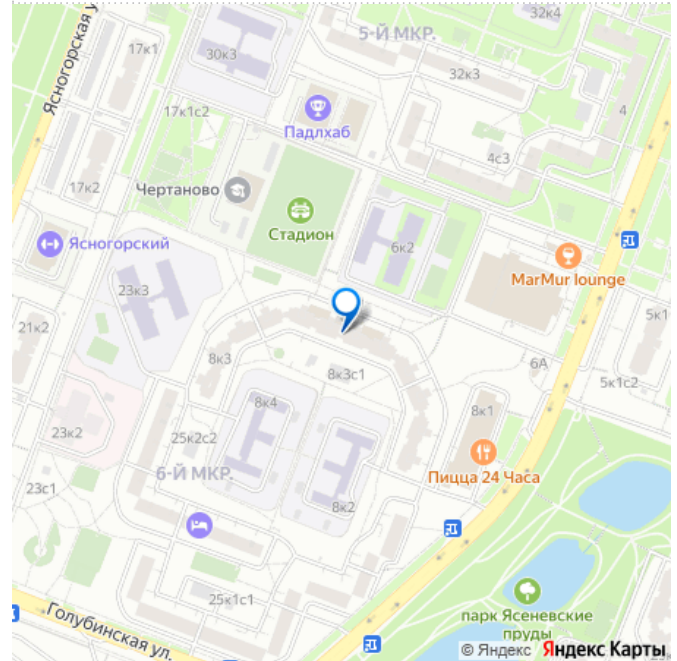 32к4
5-Й МКР.
Ясногорская у
17к1
30к3
32к3
Падлхаб
17к1с2
4
4с3
Чертаново
17к2
Стадион
6к2
Ясногорский
MarMur lounge
23к3
5к1
21к2
8к3
8к3с1
6А
5к1с2
8к4
8к1
23к2
25к2с2
Пицца 24 Часа
6-Й МКР.
23с1
8к2
25к1с1
Голубинская ул.
парк Ясеневские
пруды
© Яндекс Яндекс Карты